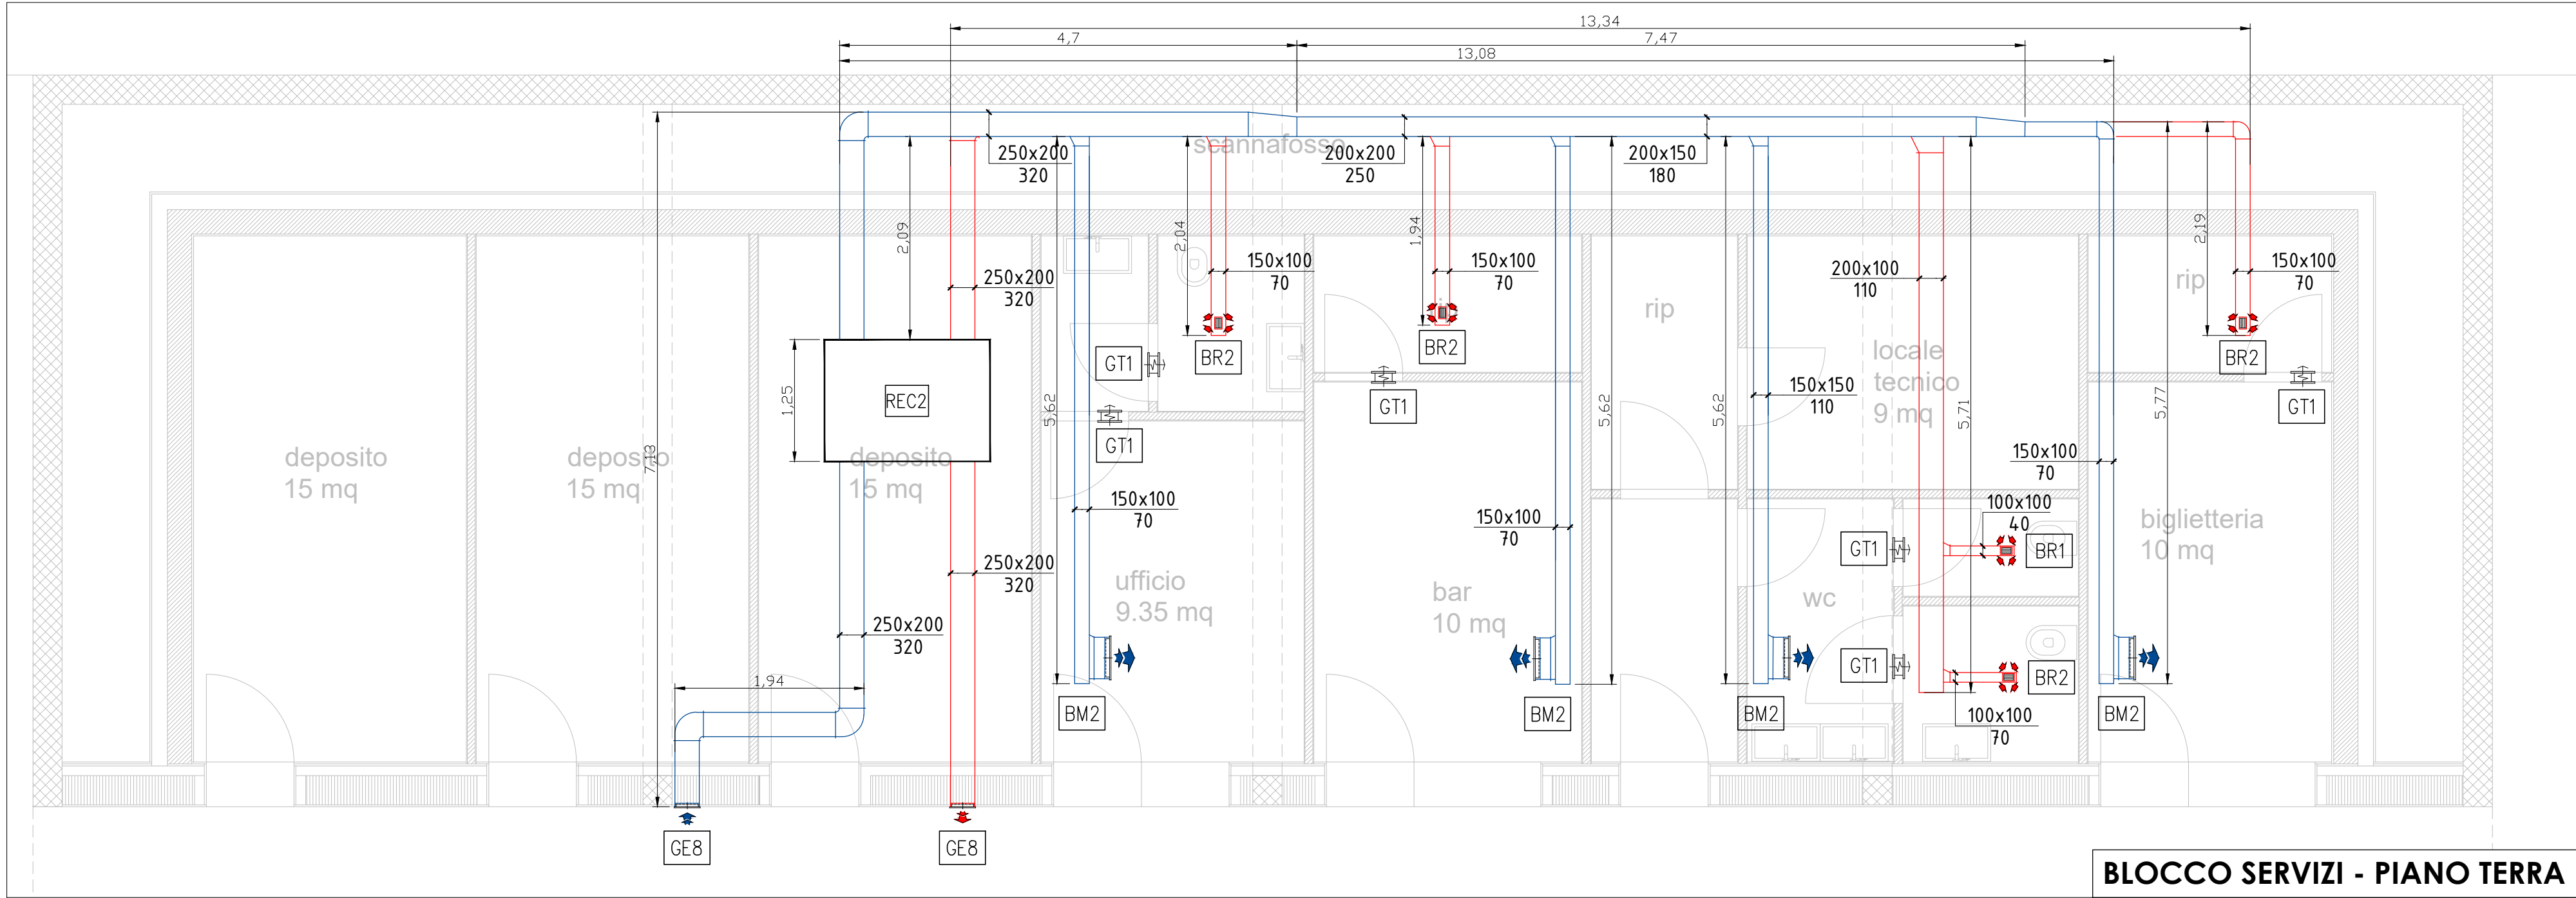 13,34
4,7
7,47
13,08
scannafosso
250x200
320
200x200
250
200x150
180
7,13
2,09
5,62
2,04
1,94
5,62
5,62
5,71
5,77
2,19
250x200
320
150x100
70
150x100
70
200x100
110
150x100
70
rip
rip
1,25
REC2
GT1
BR2
BR2
GT1
locale
tecnico
9 mq
BR2
GT1
150x150
110
GT1
deposito
15 mq
deposito
15 mq
deposito
15 mq
150x100
70
150x100
70
150x100
70
100x100
40
biglietteria
10 mq
GT1
BR1
250x200
320
ufficio
9.35 mq
bar
10 mq
wc
250x200
320
GT1
BR2
1,94
BM2
BM2
BM2
BM2
100x100
70
GE8
GE8
BLOCCO SERVIZI - PIANO TERRA